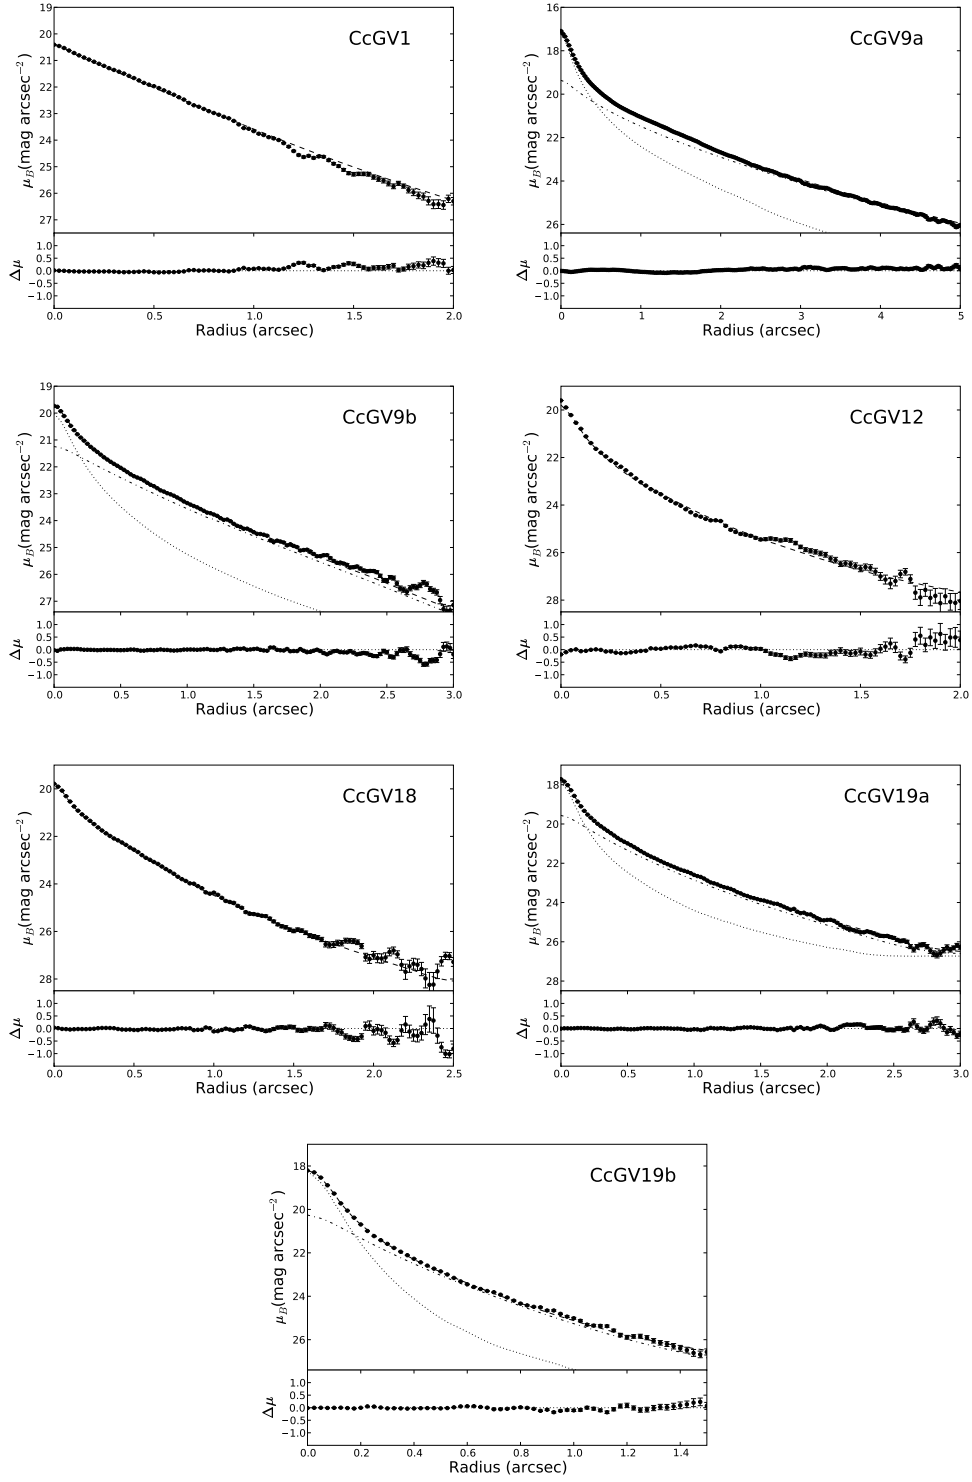 19
20
21
22
23
24
25
26
27
μB(mag arcsec−2)
CcGV1
1.0
0.5
0.0
−0.5
−1.0
Δμ
0.0 0.5 1.0 1.5 2.0
Radius (arcsec)
16
18
20
22
24
26
μB(mag arcsec−2)
CcGV9a
1.0
0.5
0.0
−0.5
−1.0
Δμ
0 1 2 3 4 5
Radius (arcsec)
19
20
21
22
23
24
25
26
27
μB(mag arcsec−2)
CcGV9b
1.0
0.5
0.0
−0.5
−1.0
Δμ
0.0 0.5 1.0 1.5 2.0 2.5 3.0
Radius (arcsec)
20
22
24
26
28
μB(mag arcsec−2)
CcGV12
1.0
0.5
0.0
−0.5
−1.0
Δμ
0.0 0.5 1.0 1.5 2.0
Radius (arcsec)
20
22
24
26
28
μB(mag arcsec−2)
CcGV18
1.0
0.5
0.0
−0.5
−1.0
Δμ
0.0 0.5 1.0 1.5 2.0 2.5
Radius (arcsec)
18
20
22
24
26
28
μB(mag arcsec−2)
CcGV19a
1.0
0.5
0.0
−0.5
−1.0
Δμ
0.0 0.5 1.0 1.5 2.0 2.5 3.0
Radius (arcsec)
18
20
22
24
26
μB(mag arcsec−2)
CcGV19b
1.0
0.5
0.0
−0.5
−1.0
Δμ
0.0 0.2 0.4 0.6 0.8 1.0 1.2 1.4
Radius (arcsec)